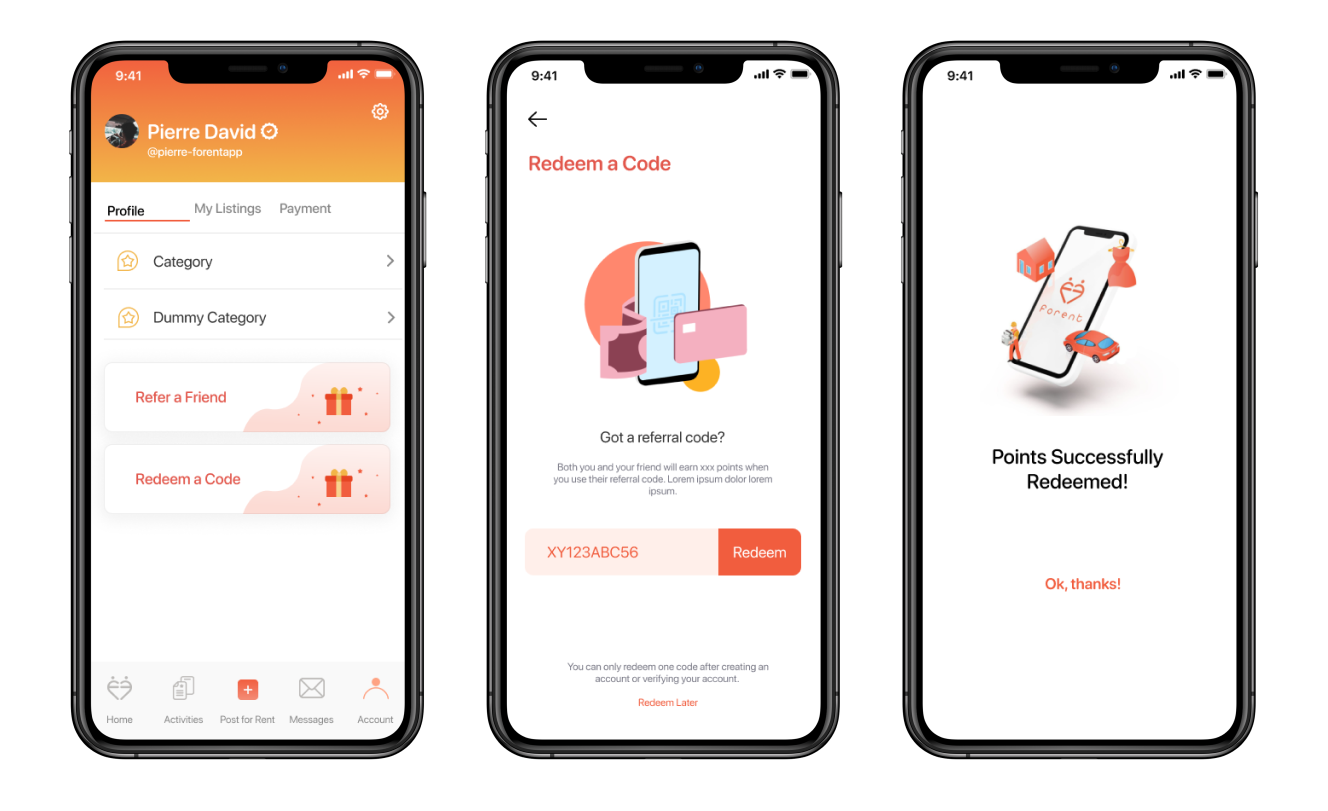 9:41
Pierre David
@pierre-forentapp
Profile
My Listings
Payment
Category
Dummy Category
Refer a Friend
Redeem a Code
Home
Activities
Post for Rent
Messages
Account
9:41
Redeem a Code
Got a referral code?
Both you and your friend will earn xxx points when
you use their referral code. Lorem ipsum dolor lorem
ipsum.
XY123ABC56
Redeem
You can only redeem one code after creating an
account or verifying your account.
Redeem Later
9:41
Forent
Points Successfully
Redeemed!
Ok, thanks!